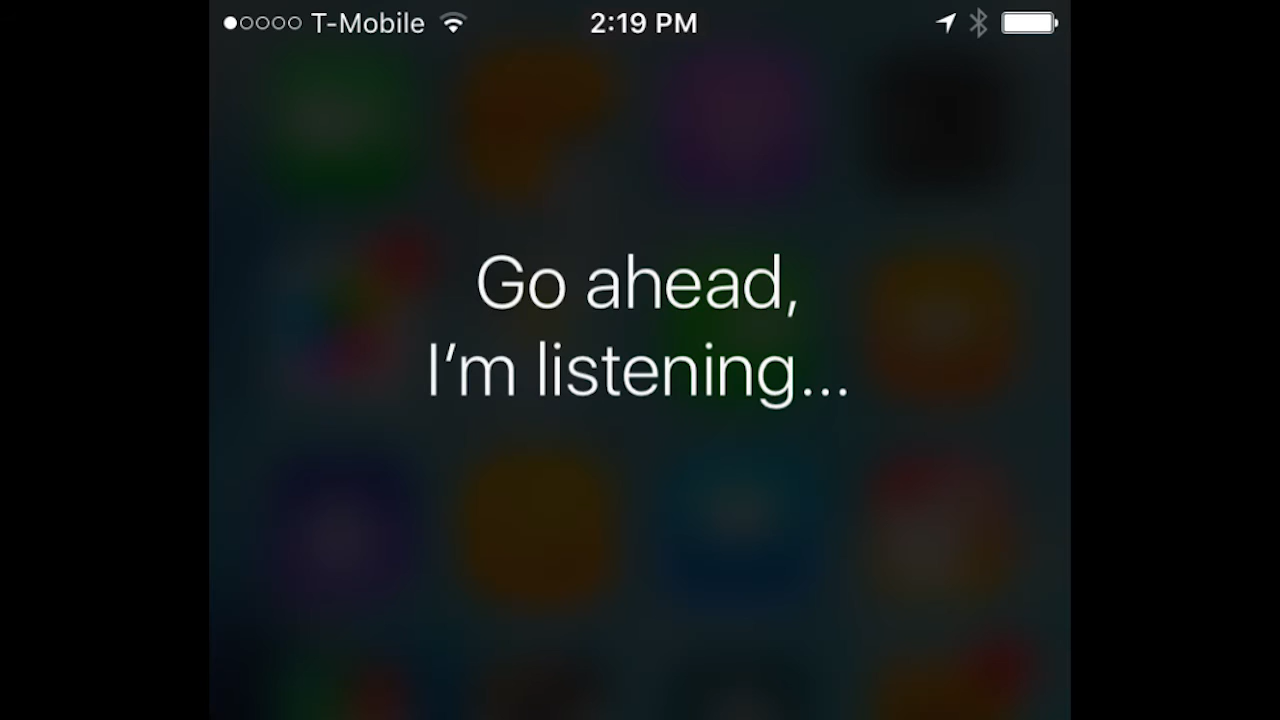 T-Mobile 2:19 PM
Go ahead,
I’m listening...